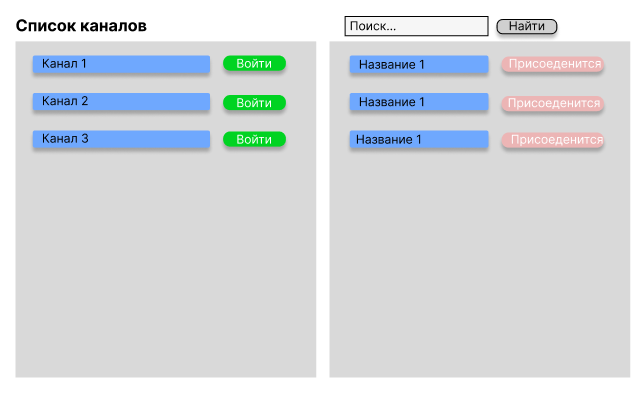 Список каналов
Поиск...
Найти
Канал 1
Войти
Канал 2
Войти
Канал 3
Войти
Название 1
Присоеденится
Название 1
Присоеденится
Название 1
Присоеденится